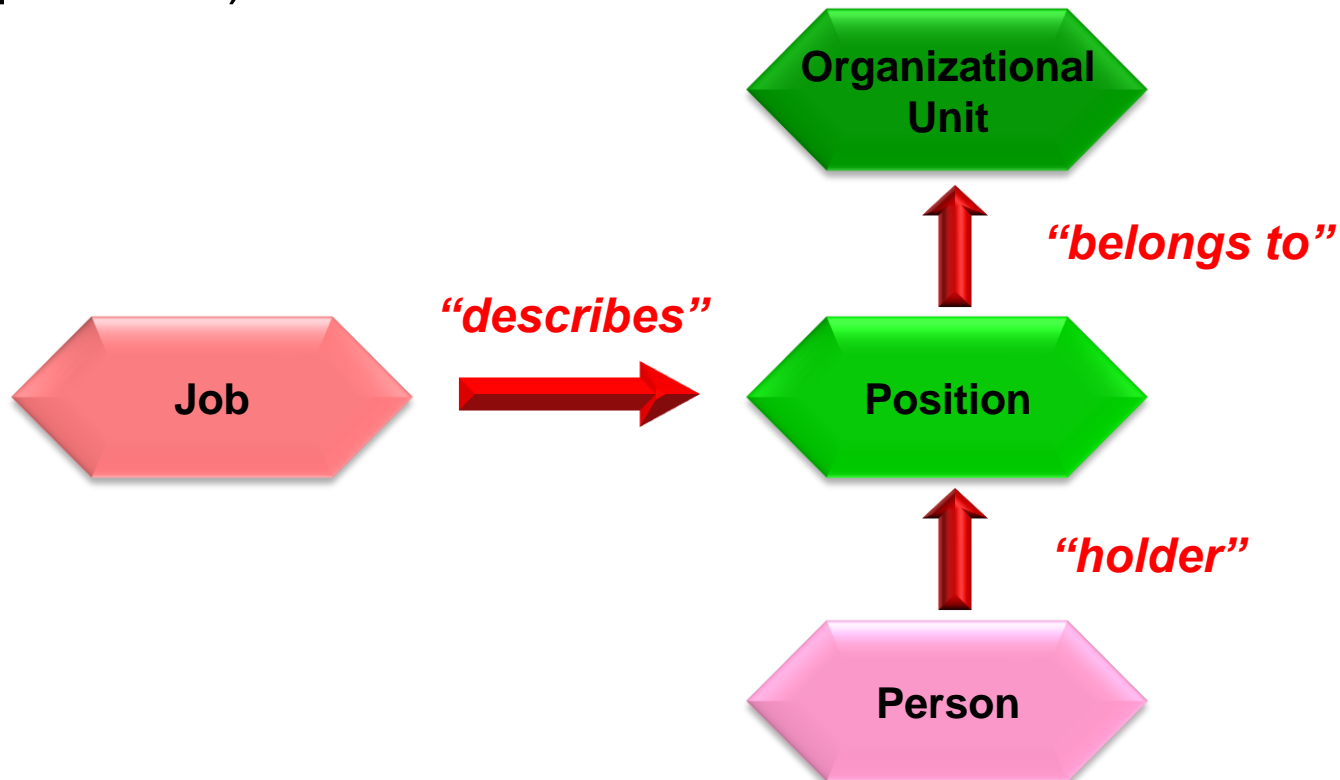 Organizational
Unit
“belongs to”
“describes”
Job
Position
“holder”
Person